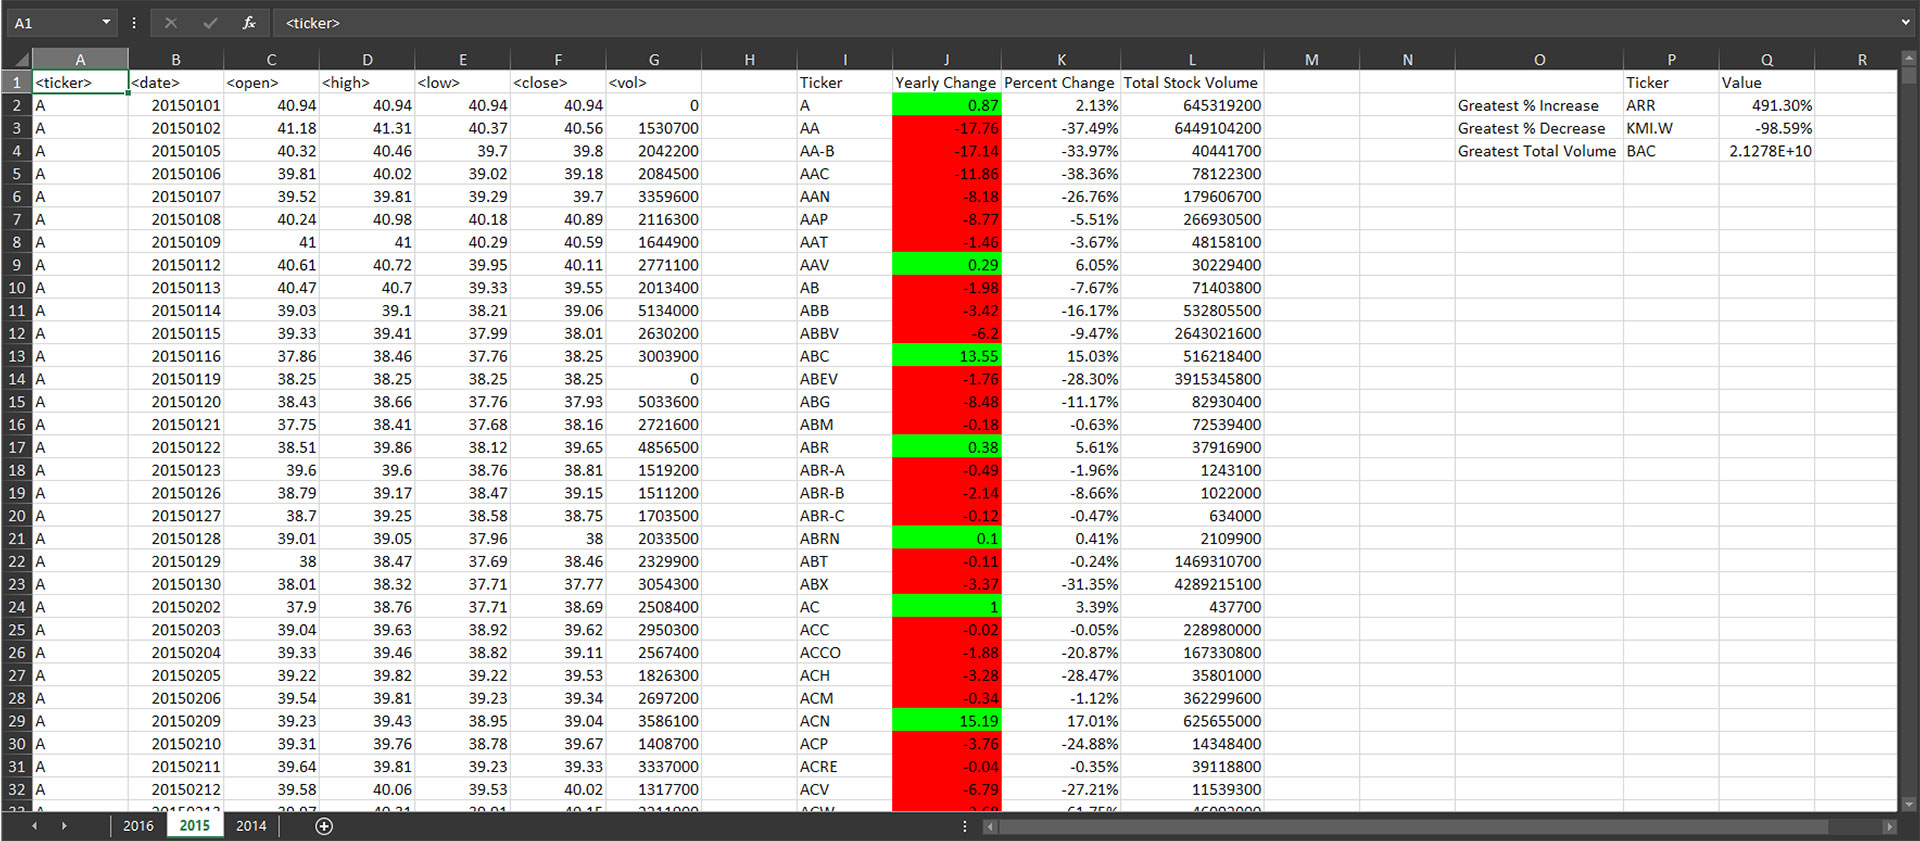 A1 fx <ticker>
A B C D E F G H I J K L M N O P Q R
1 <ticker> <date> <open> <high> <low> <close> <vol> Ticker Yearly Change Percent Change Total Stock Volume Ticker Value
2 A 20150101 40.94 40.94 40.94 40.94 0 A 0.87 2.13% 645319200 Greatest % Increase ARR 491.30%
3 A 20150102 41.18 41.31 40.37 40.56 1530700 AA -17.76 -37.49% 6449104200 Greatest % Decrease KMI.W -98.59%
4 A 20150105 40.32 40.46 39.7 39.8 2042200 AA-B -17.14 -33.97% 40441700 Greatest Total Volume BAC 2.1278E+10
5 A 20150106 39.81 40.02 39.02 39.18 2084500 AAC -11.86 -38.36% 78122300
6 A 20150107 39.52 39.81 39.29 39.7 3359600 AAN -8.18 -26.76% 179606700
7 A 20150108 40.24 40.98 40.18 40.89 2116300 AAP -8.77 -5.51% 266930500
8 A 20150109 41 41 40.29 40.59 1644900 AAT -1.46 -3.67% 48158100
9 A 20150112 40.61 40.72 39.95 40.11 2771100 AAV 0.29 6.05% 30229400
10 A 20150113 40.47 40.7 39.33 39.55 2013400 AB -1.98 -7.67% 71403800
11 A 20150114 39.03 39.1 38.21 39.06 5134000 ABB -3.42 -16.17% 532805500
12 A 20150115 39.33 39.41 37.99 38.01 2630200 ABBV -6.2 -9.47% 2643021600
13 A 20150116 37.86 38.46 37.76 38.25 3003900 ABC 13.55 15.03% 516218400
14 A 20150119 38.25 38.25 38.25 38.25 0 ABEV -1.76 -28.30% 3915345800
15 A 20150120 38.43 38.66 37.76 37.93 5033600 ABG -8.48 -11.17% 82930400
16 A 20150121 37.75 38.41 37.68 38.16 2721600 ABM -0.18 -0.63% 72539400
17 A 20150122 38.51 39.86 38.12 39.65 4856500 ABR 0.38 5.61% 37916900
18 A 20150123 39.6 39.6 38.76 38.81 1519200 ABR-A -0.49 -1.96% 1243100
19 A 20150126 38.79 39.17 38.47 39.15 1511200 ABR-B -2.14 -8.66% 1022000
20 A 20150127 38.7 39.25 38.58 38.75 1703500 ABR-C -0.12 -0.47% 634000
21 A 20150128 39.01 39.05 37.96 38 2033500 ABRN 0.1 0.41% 2109900
22 A 20150129 38 38.47 37.69 38.46 2329900 ABT -0.11 -0.24% 1469310700
23 A 20150130 38.01 38.32 37.71 37.77 3054300 ABX -3.37 -31.35% 4289215100
24 A 20150202 37.9 38.76 37.71 38.69 2508400 AC 1 3.39% 437700
25 A 20150203 39.04 39.63 38.92 39.62 2950300 ACC -0.02 -0.05% 228980000
26 A 20150204 39.33 39.46 38.82 39.11 2567400 ACCO -1.88 -20.87% 167330800
27 A 20150205 39.22 39.82 39.22 39.53 1826300 ACH -3.28 -28.47% 35801000
28 A 20150206 39.54 39.81 39.23 39.34 2697200 ACM -0.34 -1.12% 362299600
29 A 20150209 39.23 39.43 38.95 39.04 3586100 ACN 15.19 17.01% 625655000
30 A 20150210 39.31 39.76 38.78 39.67 1408700 ACP -3.76 -24.88% 14348400
31 A 20150211 39.64 39.81 39.23 39.33 3337000 ACRE -0.04 -0.35% 39118800
32 A 20150212 39.58 40.06 39.53 40.02 1317700 ACV -6.79 -27.21% 11539300
2016 2015 2014